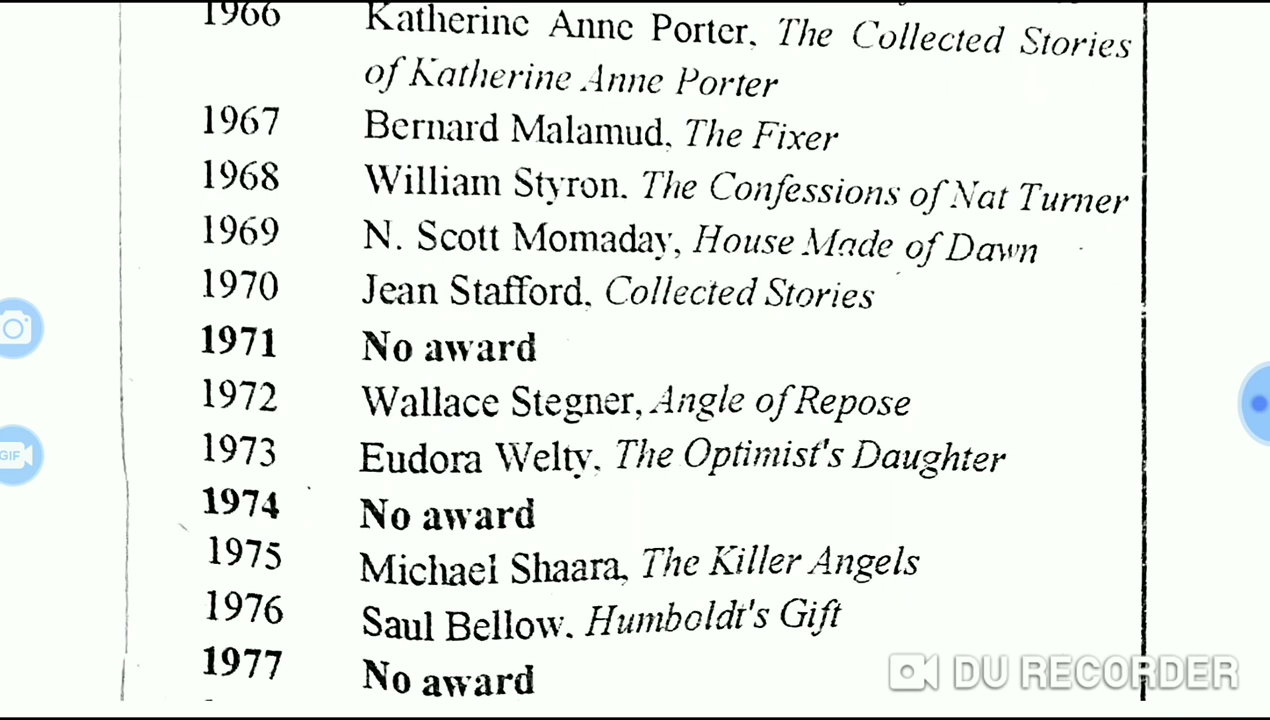 1966 Katherine Anne Porter, The Collected Stories
of Katherine Anne Porter
1967 Bernard Malamud, The Fixer
1968 William Styron. The Confessions of Nat Turner
1969 N. Scott Momaday, House Made of Dawn
1970 Jean Stafford, Collected Stories
1971 No award
1972 Wallace Stegner, Angle of Repose
1973 Eudora Welty, The Optimist's Daughter
1974 No award
1975 Michael Shaara, The Killer Angels
1976 Saul Bellow. Humboldt's Gift
1977 No award
GIF
DU RECORDER